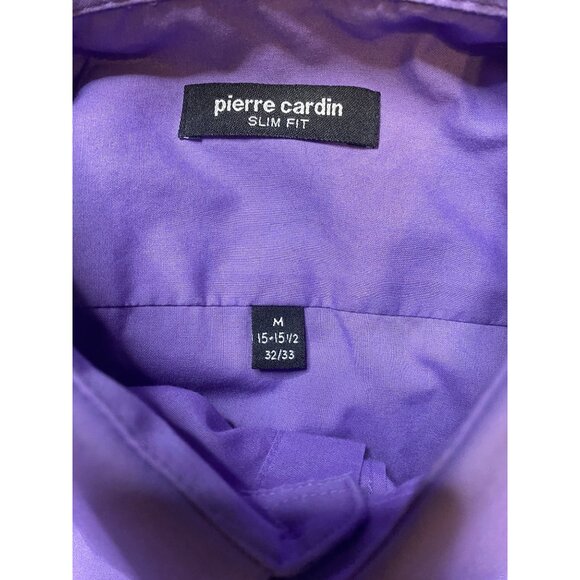 pierre cardin
SLIM FIT
M
15-15 1/2
32/33